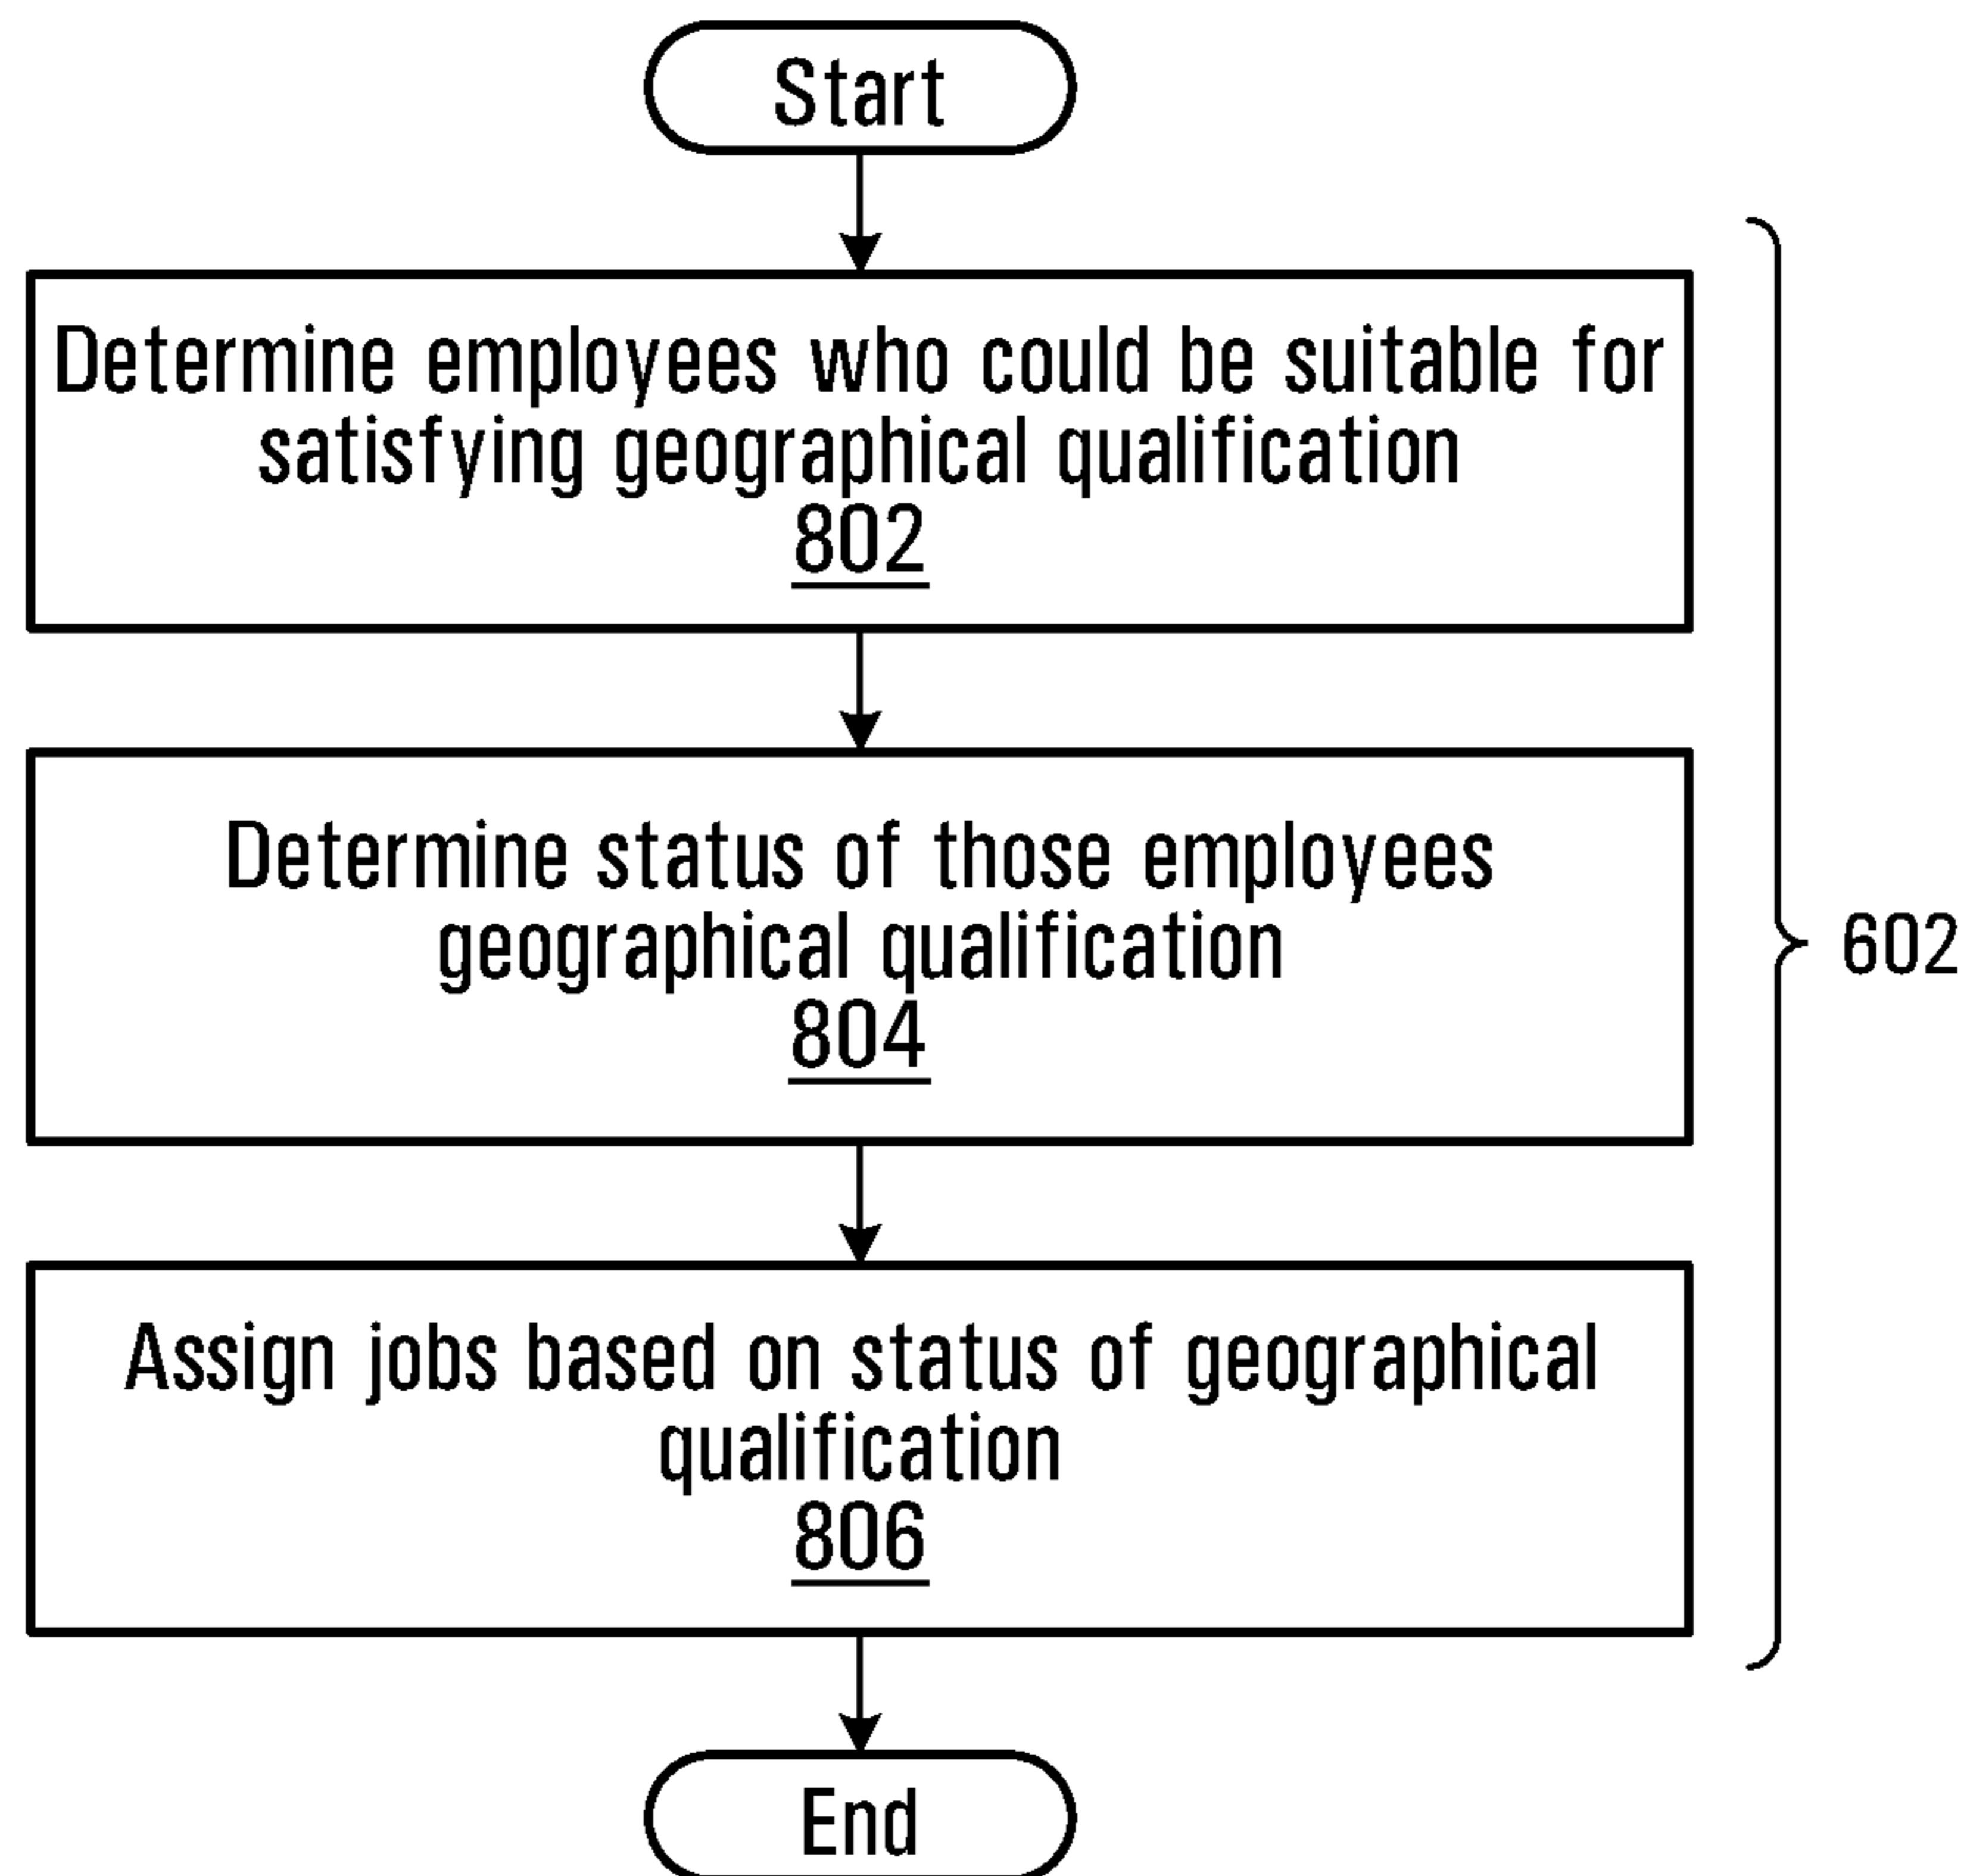 Start
Determine employees who could be suitable for
satisfying geographical qualification
802
Determine status of those employees
geographical qualification
804
602
Assign jobs based on status of geographical
qualification
806
End